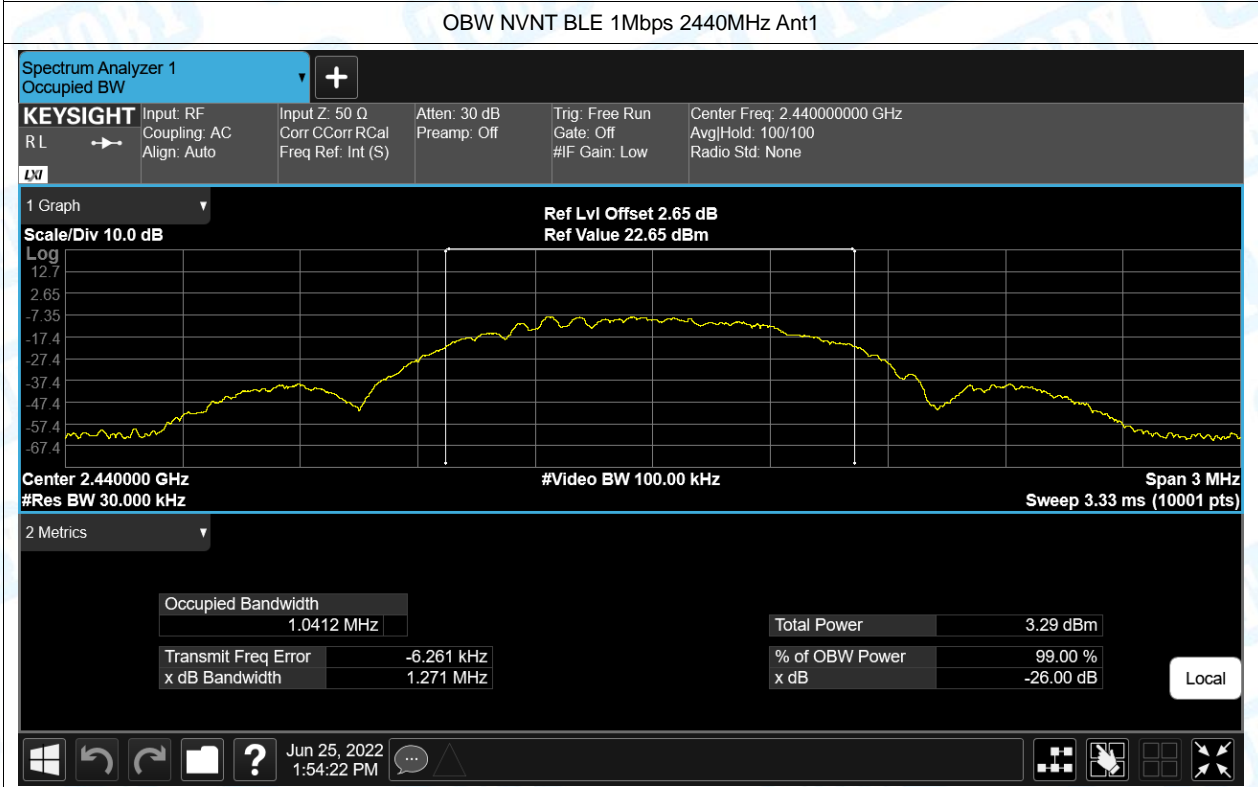 OBW NVNT BLE 1Mbps 2440MHz Ant1
Spectrum Analyzer 1
Occupied BW
KEYSIGHT
R L
LXI
Input: RF
Coupling: AC
Align: Auto
Input Z: 50 Ω
Corr CCorr RCal
Freq Ref: Int (S)
Atten: 30 dB
Preamp: Off
Trig: Free Run
Gate: Off
#IF Gain: Low
Center Freq: 2.440000000 GHz
Avg|Hold: 100/100
Radio Std: None
1 Graph
Scale/Div 10.0 dB
Ref Lvl Offset 2.65 dB
Ref Value 22.65 dBm
Log
12.7
2.65
-7.35
-17.4
-27.4
-37.4
-47.4
-57.4
-67.4
Center 2.440000 GHz
#Video BW 100.00 kHz
Span 3 MHz
#Res BW 30.000 kHz
Sweep 3.33 ms (10001 pts)
2 Metrics
Occupied Bandwidth
1.0412 MHz
Total Power 3.29 dBm
Transmit Freq Error -6.261 kHz
% of OBW Power 99.00 %
x dB Bandwidth 1.271 MHz
x dB -26.00 dB
Local
?
Jun 25, 2022
1:54:22 PM